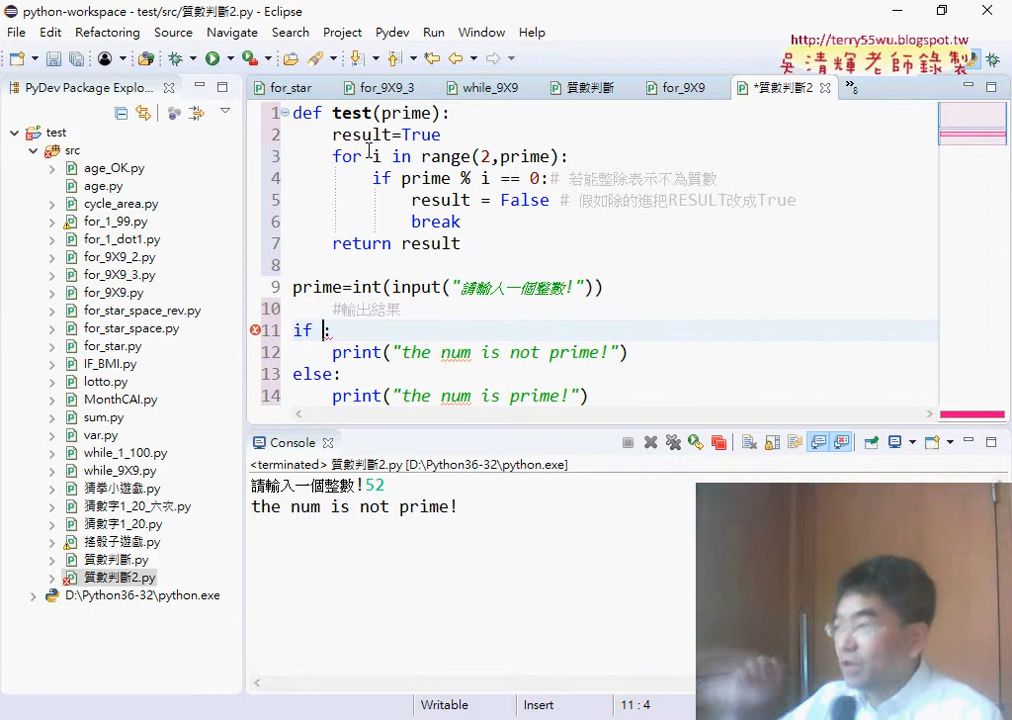 python-workspace - test/src/質數判斷2.py - Eclipse
File Edit Refactoring Source Navigate Search Project Pydev Run Window Help
http://terry55wu.twbbs.tw
吳清輝老師錄製
PyDev Package Explo...
for_star for_9X9_3 while_9X9 質數判斷 for_9X9 *質數判斷2 »8
test
src
age_OK.py
age.py
cycle_area.py
for_1_99.py
for_1_dot1.py
for_9X9_2.py
for_9X9_3.py
for_9X9.py
for_star_space_rev.py
for_star_space.py
for_star.py
IF_BMI.py
lotto.py
MonthCAI.py
sum.py
var.py
while_1_100.py
while_9X9.py
猜拳小遊戲.py
猜數字1_20_六次.py
猜數字1_20.py
搖骰子遊戲.py
質數判斷.py
質數判斷2.py
D:\Python36-32\python.exe
1 def test(prime):
2 result=True
3 for i in range(2,prime):
4 if prime % i == 0:# 若能整除表示不為質數
5 result = False # 假如除的進把RESULT改成True
6 break
7 return result
8
9 prime=int(input("請輸入一個整數!"))
10 #輸出結果
11 if :
12 print("the num is not prime!")
13 else:
14 print("the num is prime!")
Console
<terminated> 質數判斷2.py [D:\Python36-32\python.exe]
請輸入一個整數!52
the num is not prime!
Writable Insert 11 : 4